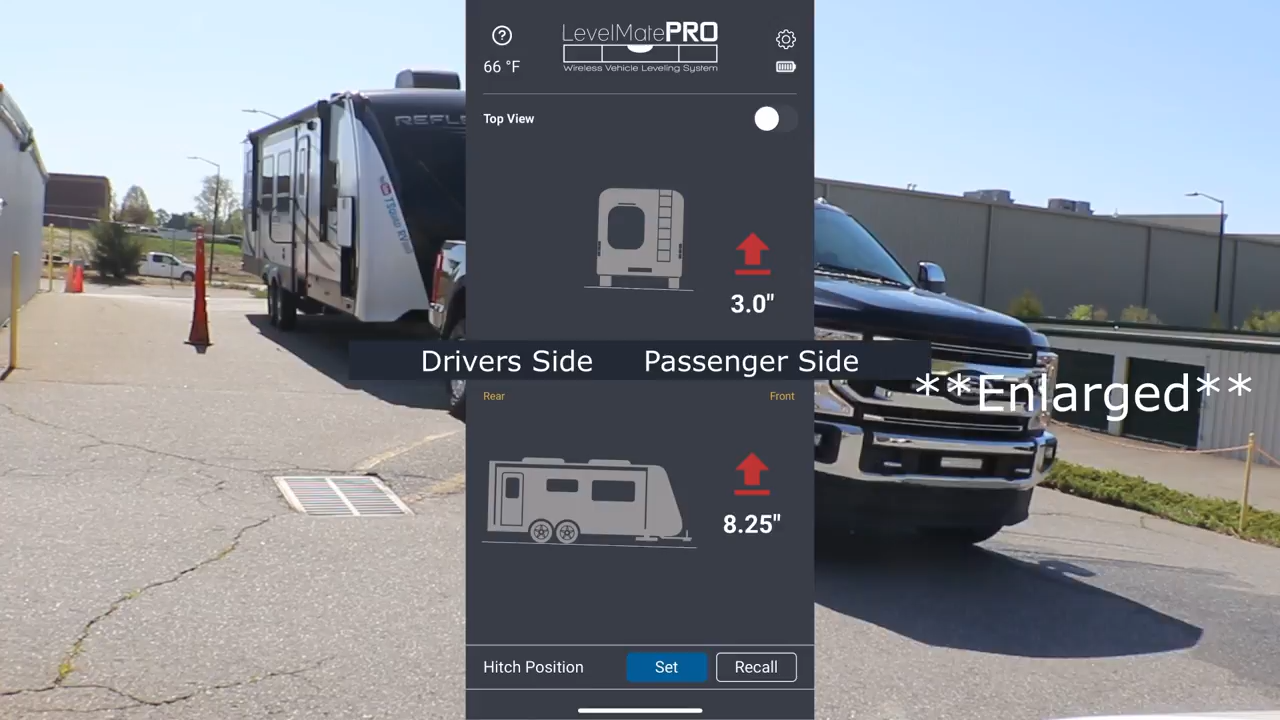 LevelMatePRO
66 °F
Wireless Vehicle Leveling System
Top View
3.0"
Drivers Side Passenger Side
**Enlarged**
Rear Front
8.25"
Hitch Position Set Recall